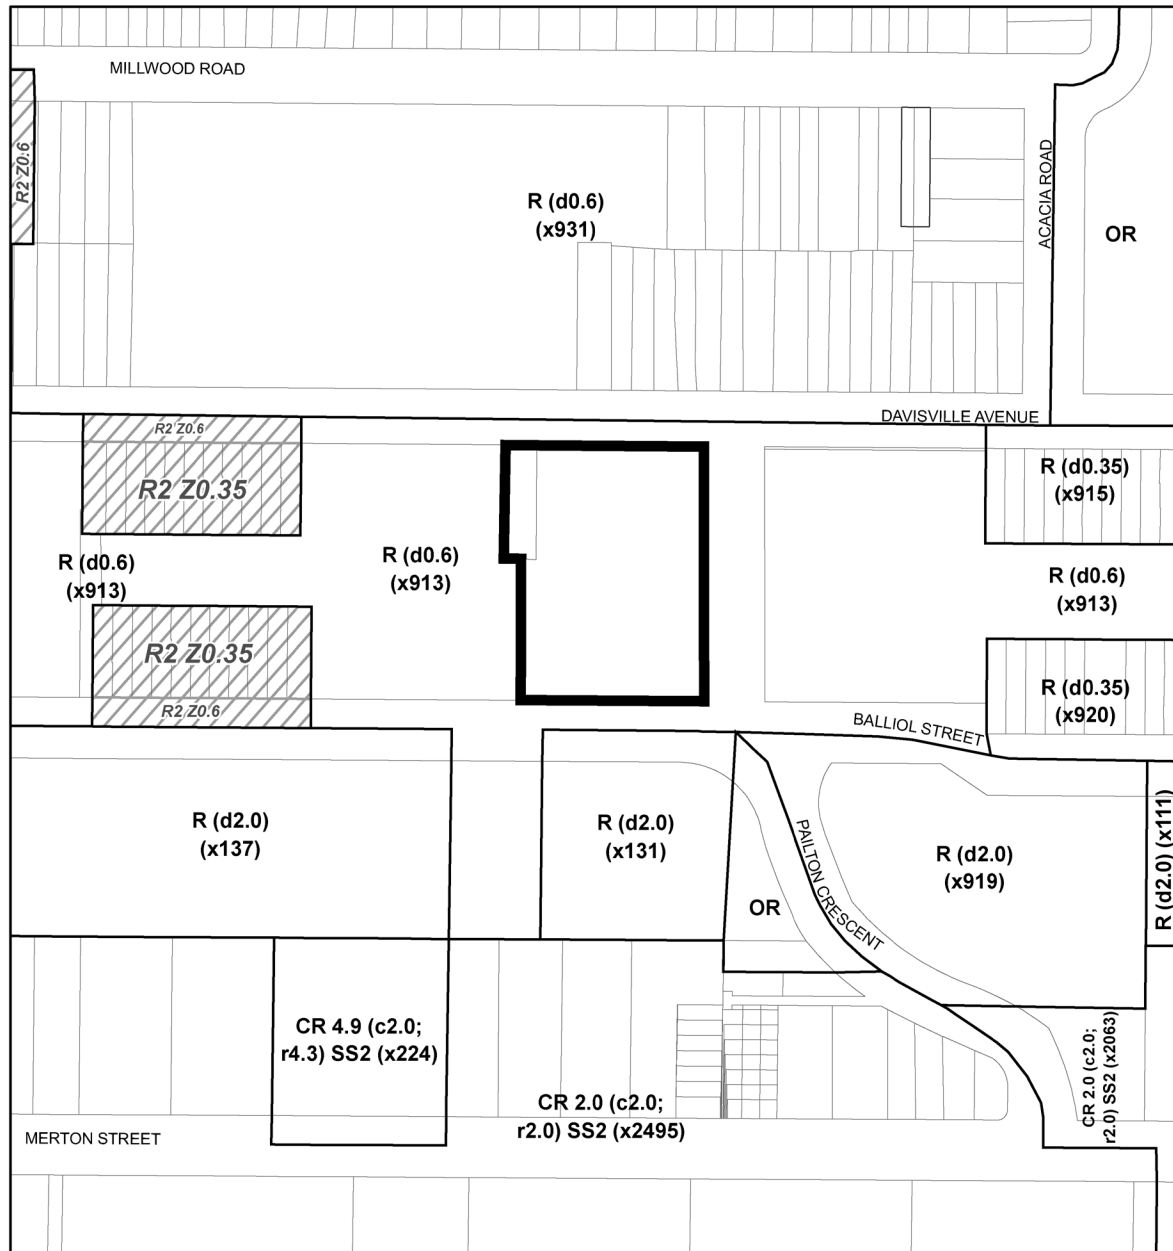 MILLWOOD ROAD
R2 Z0.6
R (d0.6)
(x931)
ACACIA ROAD
OR
DAVISVILLE AVENUE
R2 Z0.6
R2 Z0.35
R (d0.35)
(x915)
R (d0.6)
(x913)
R (d0.6)
(x913)
R (d0.6)
(x913)
R2 Z0.35
R2 Z0.6
R (d0.35)
(x920)
BALLIOL STREET
R (d2.0)
(x137)
R (d2.0)
(x131)
OR
PAILTON CRESCENT
R (d2.0)
(x919)
R (d2.0) (x111)
CR 4.9 (c2.0;
r4.3) SS2 (x224)
CR 2.0 (c2.0;
r2.0) SS2 (x2495)
CR 2.0 (c2.0;
r2.0) SS2 (x2063)
MERTON STREET